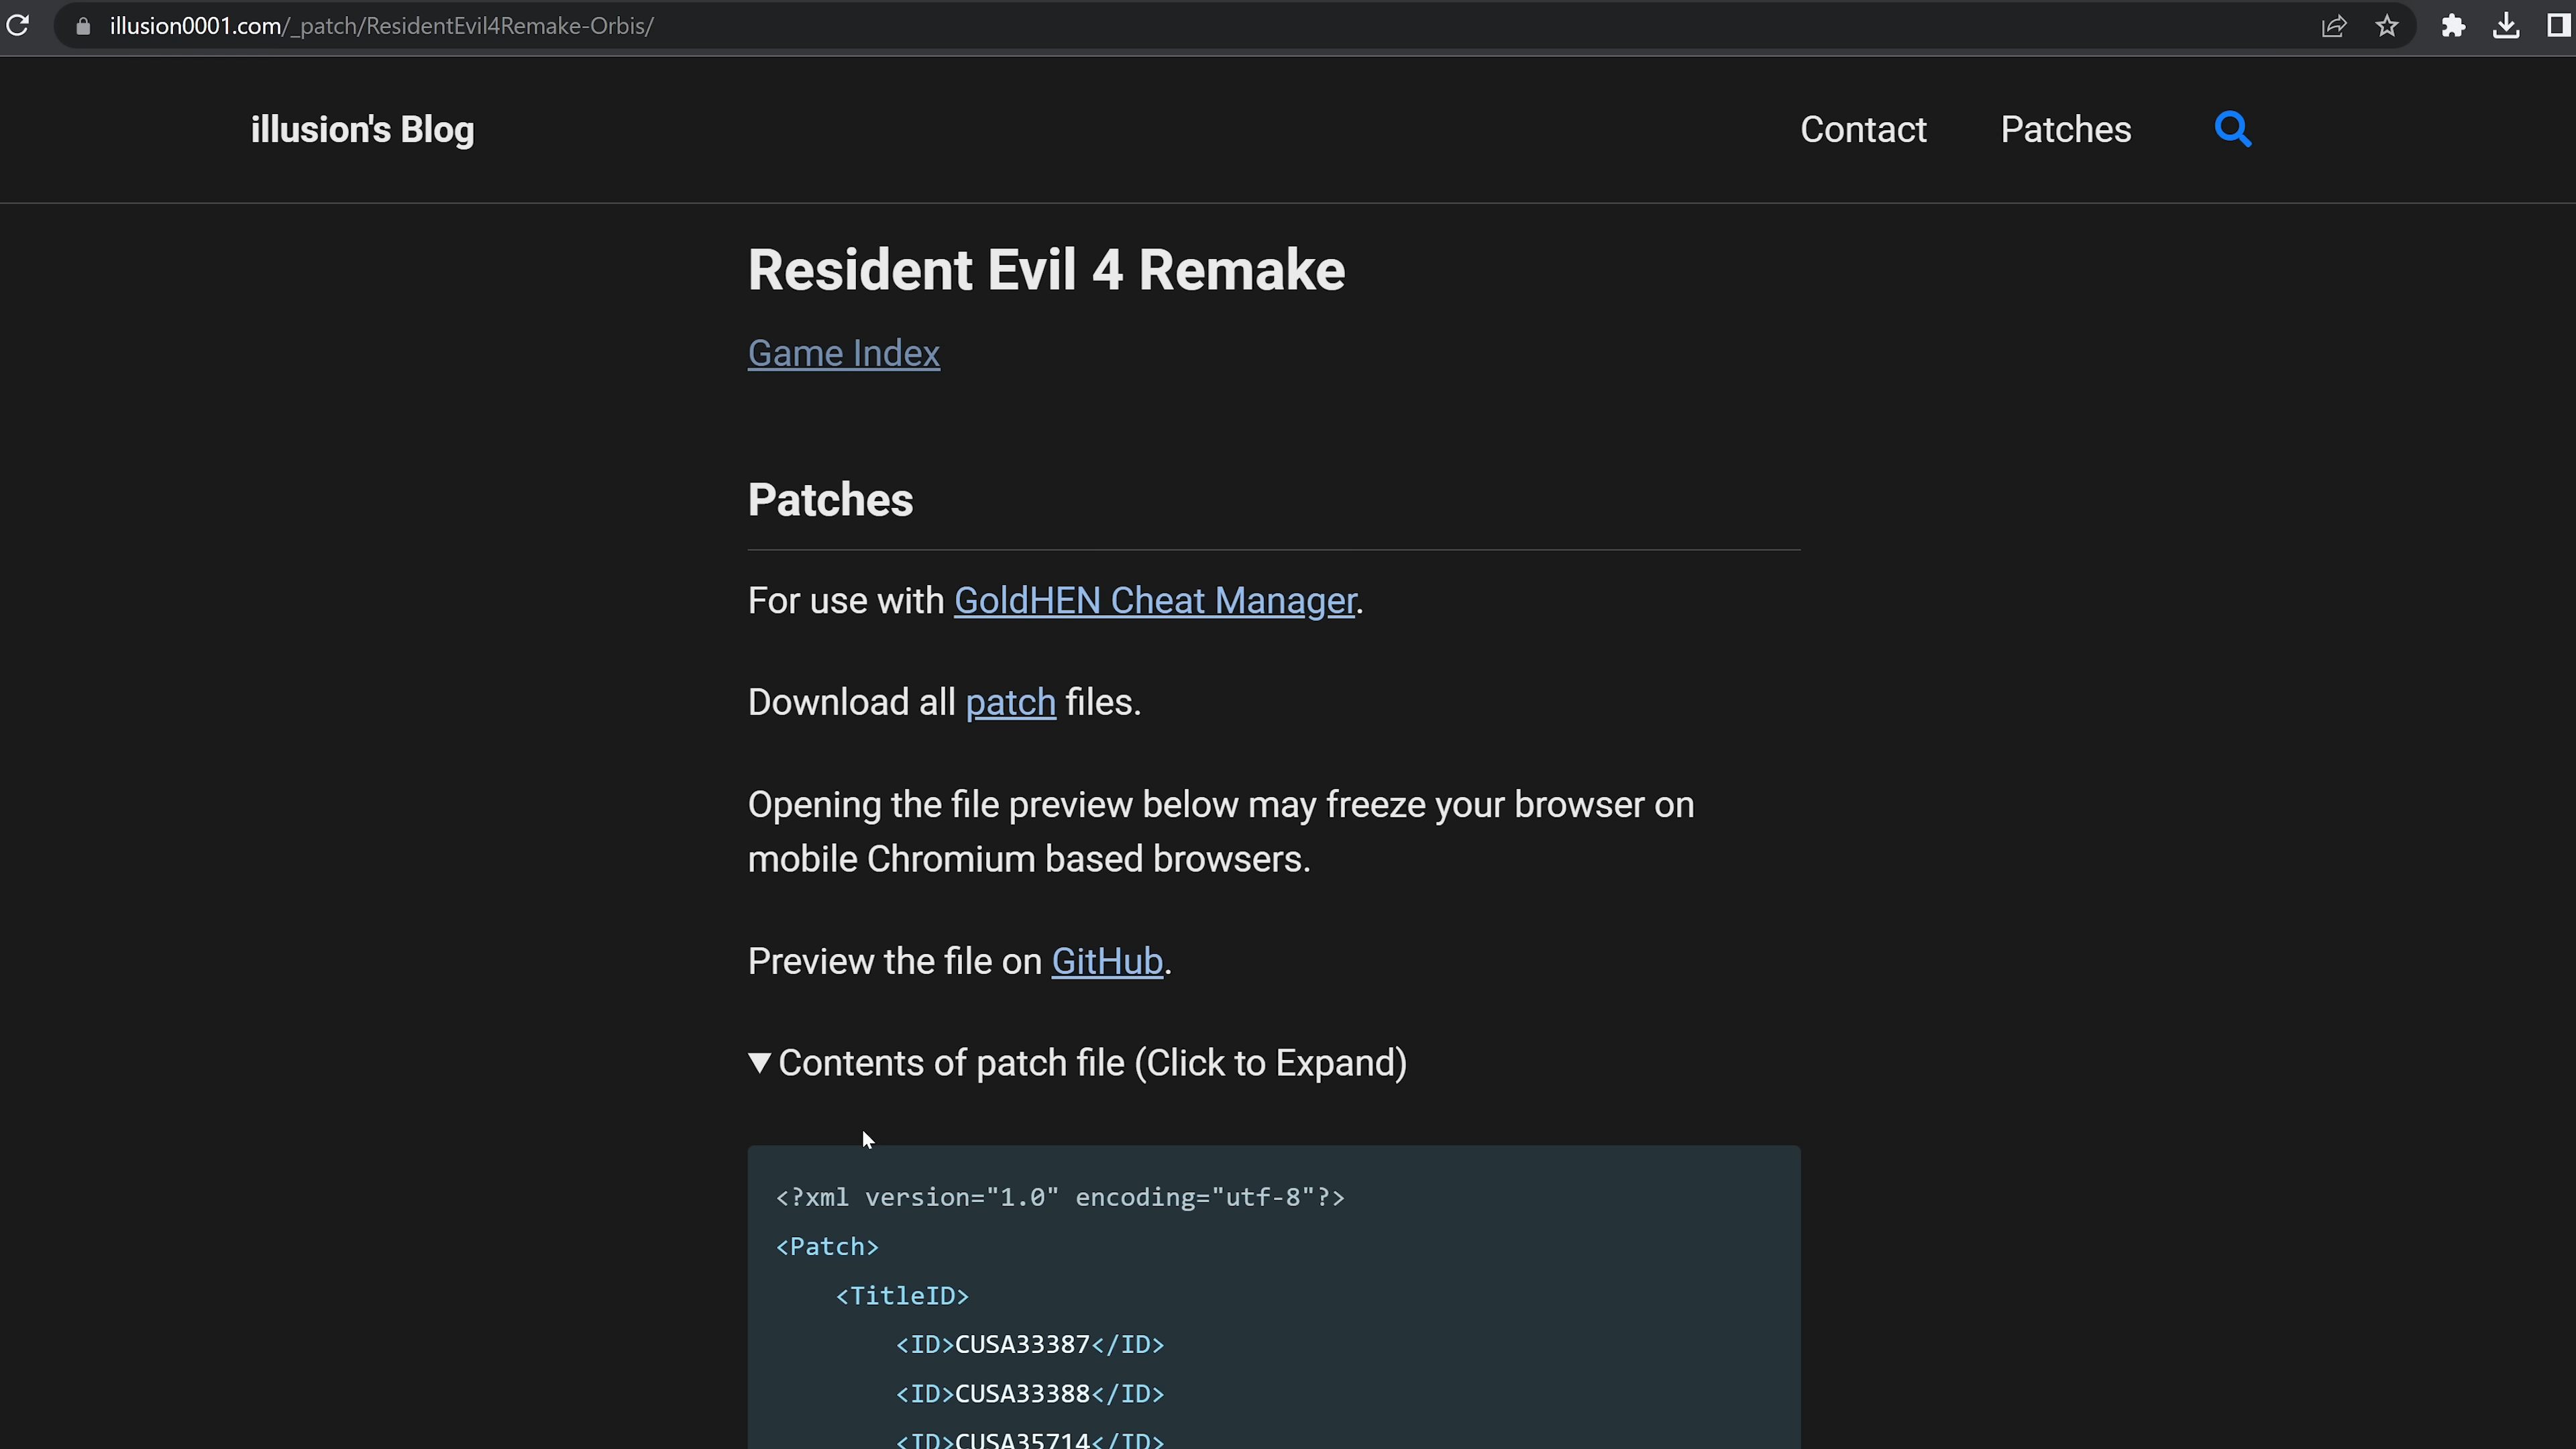 illusion0001.com/_patch/ResidentEvil4Remake-Orbis/
illusion's Blog
Contact
Patches
Resident Evil 4 Remake
Game Index
Patches
For use with GoldHEN Cheat Manager.
Download all patch files.
Opening the file preview below may freeze your browser on
mobile Chromium based browsers.
Preview the file on GitHub.
▼ Contents of patch file (Click to Expand)
<?xml version="1.0" encoding="utf-8"?>
<Patch>
<TitleID>
<ID>CUSA33387</ID>
<ID>CUSA33388</ID>
<ID>CUSA35714</ID>